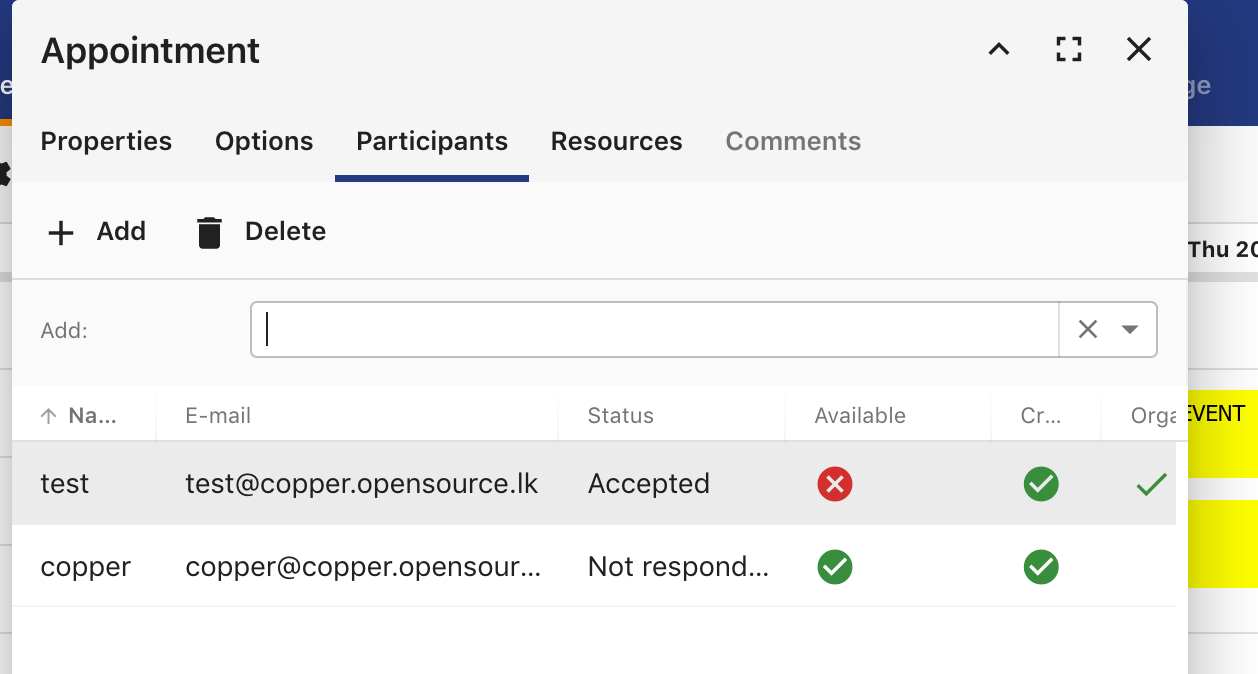 Appointment
Properties Options Participants Resources Comments
Add Delete
Thu 20
Add:
Na... E-mail Status Available Cr... Orga
EVENT
test test@copper.opensource.lk Accepted
copper copper@copper.opensour... Not respond...